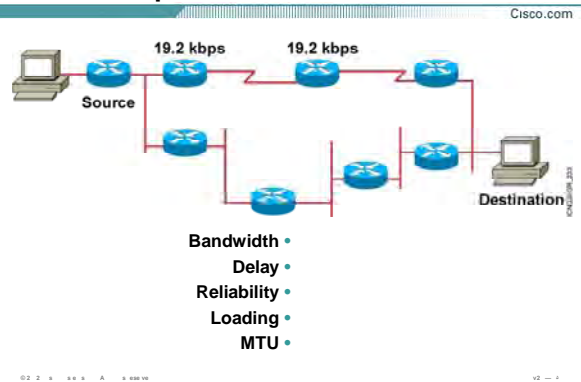 Cisco.com
19.2 kbps 19.2 kbps
Source
Destination
Bandwidth •
Delay •
Reliability •
Loading •
MTU •